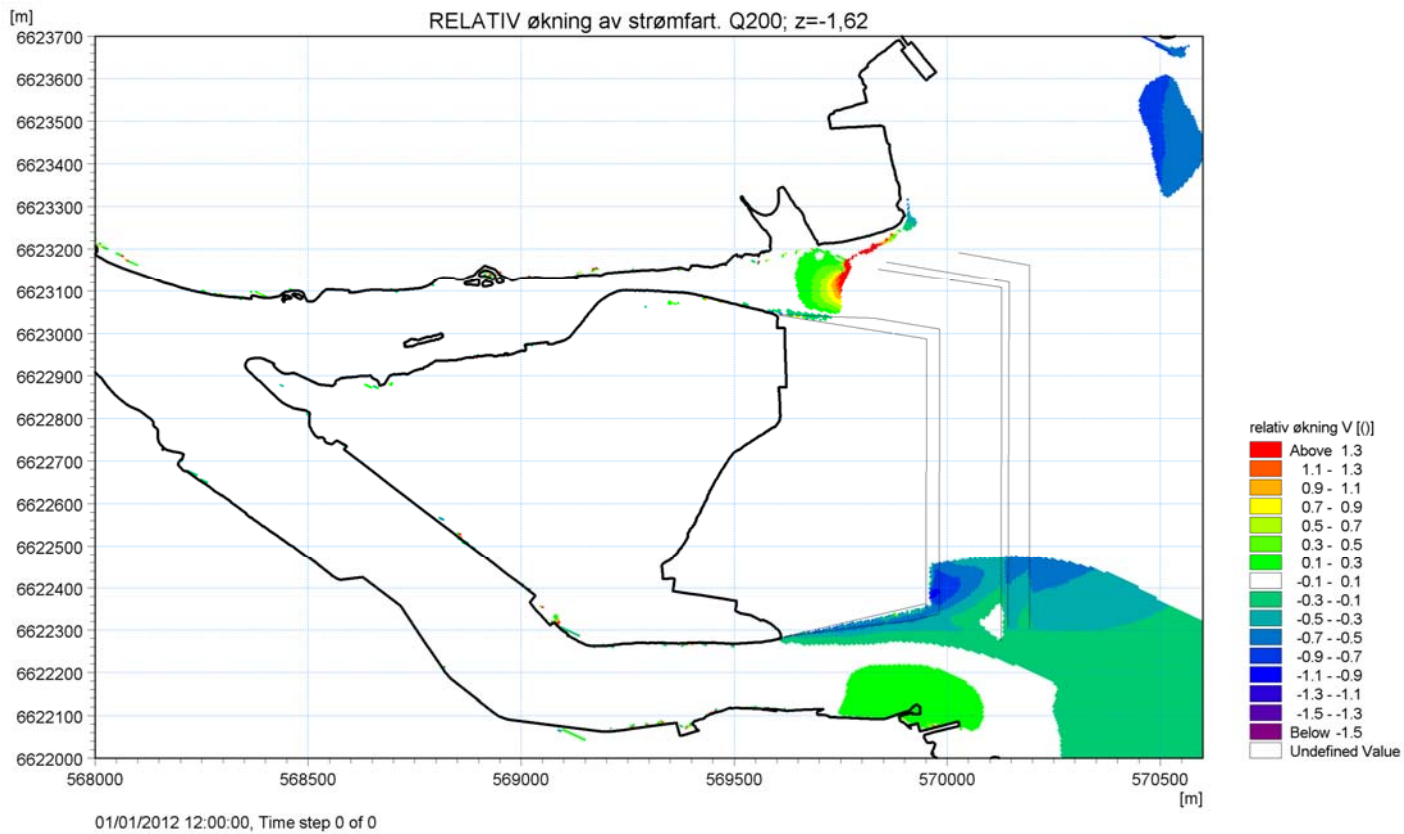 [m]
RELATIV økning av strømfart. Q200; z=-1,62
6623700
6623600
6623500
6623400
6623300
6623200
6623100
6623000
6622900
6622800
6622700
6622600
6622500
6622400
6622300
6622200
6622100
6622000
568000 568500 569000 569500 570000 570500
[m]
relativ økning V [()]
Above 1.3
1.1 - 1.3
0.9 - 1.1
0.7 - 0.9
0.5 - 0.7
0.3 - 0.5
0.1 - 0.3
-0.1 - 0.1
-0.3 - -0.1
-0.5 - -0.3
-0.7 - -0.5
-0.9 - -0.7
-1.1 - -0.9
-1.3 - -1.1
-1.5 - -1.3
Below -1.5
Undefined Value
01/01/2012 12:00:00, Time step 0 of 0